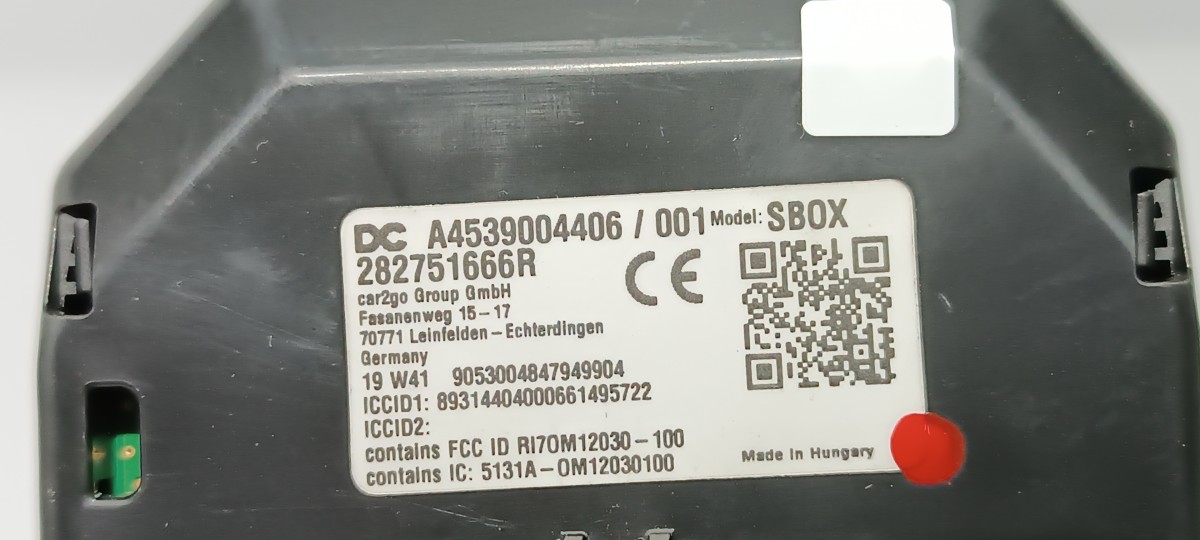 DC A4539004406 / 001 Model: SBOX
282751666R
CE
car2go Group GmbH
Fasanenweg 15-17
70771 Leinfelden-Echterdingen
Germany
19 W41 9053004847949904
ICCID1: 89314404000661495722
ICCID2:
contains FCC ID RI7OM12030-100
contains IC: 5131A-OM12030100
Made in Hungary